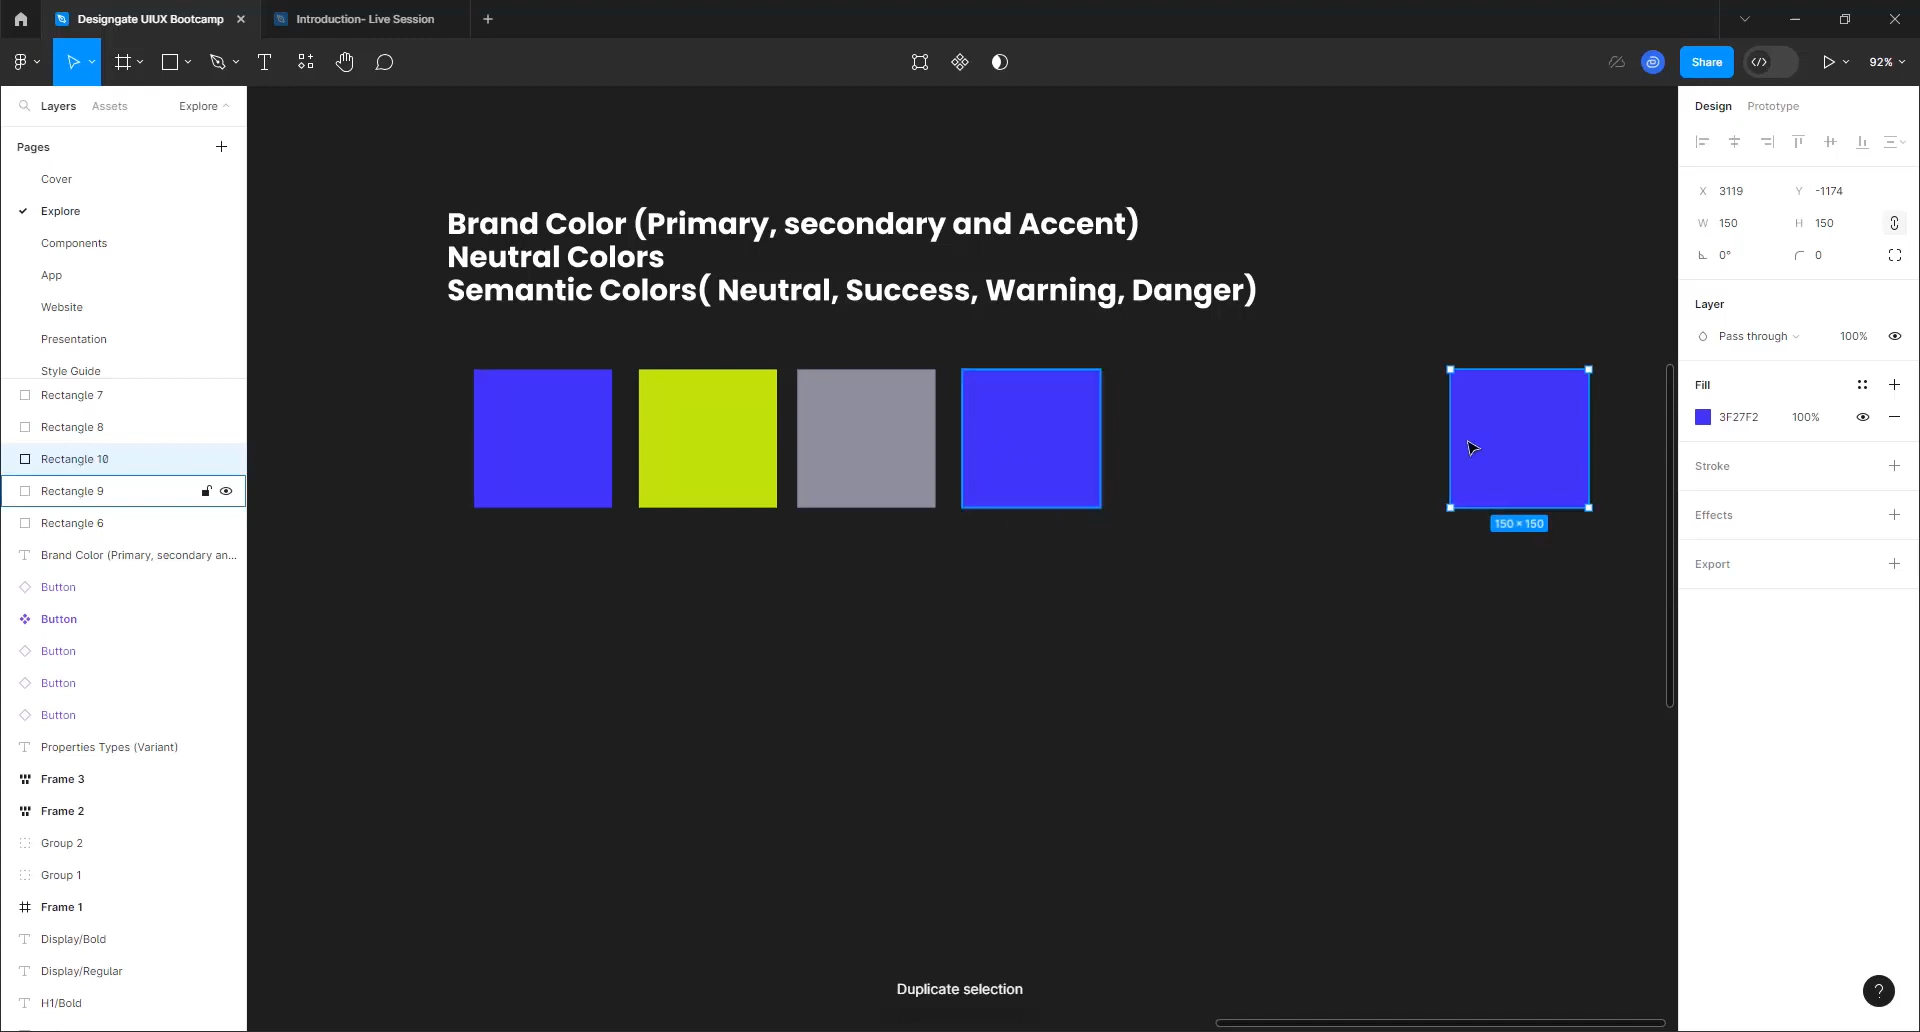 Designgate UIUX Bootcamp
Introduction- Live Session
Share
92%
Layers
Assets
Explore
Pages
Cover
Explore
Components
App
Website
Presentation
Style Guide
Rectangle 7
Rectangle 8
Rectangle 10
Rectangle 9
Rectangle 6
Brand Color (Primary, secondary an...
Button
Button
Button
Button
Button
Properties Types (Variant)
Frame 3
Frame 2
Group 2
Group 1
Frame 1
Display/Bold
Display/Regular
H1/Bold
Brand Color (Primary, secondary and Accent)
Neutral Colors
Semantic Colors( Neutral, Success, Warning, Danger)
150 × 150
Duplicate selection
Design
Prototype
X 3119 Y -1174
W 150 H 150
0° 0
Layer
Pass through 100%
Fill
3F27F2 100%
Stroke
Effects
Export
?